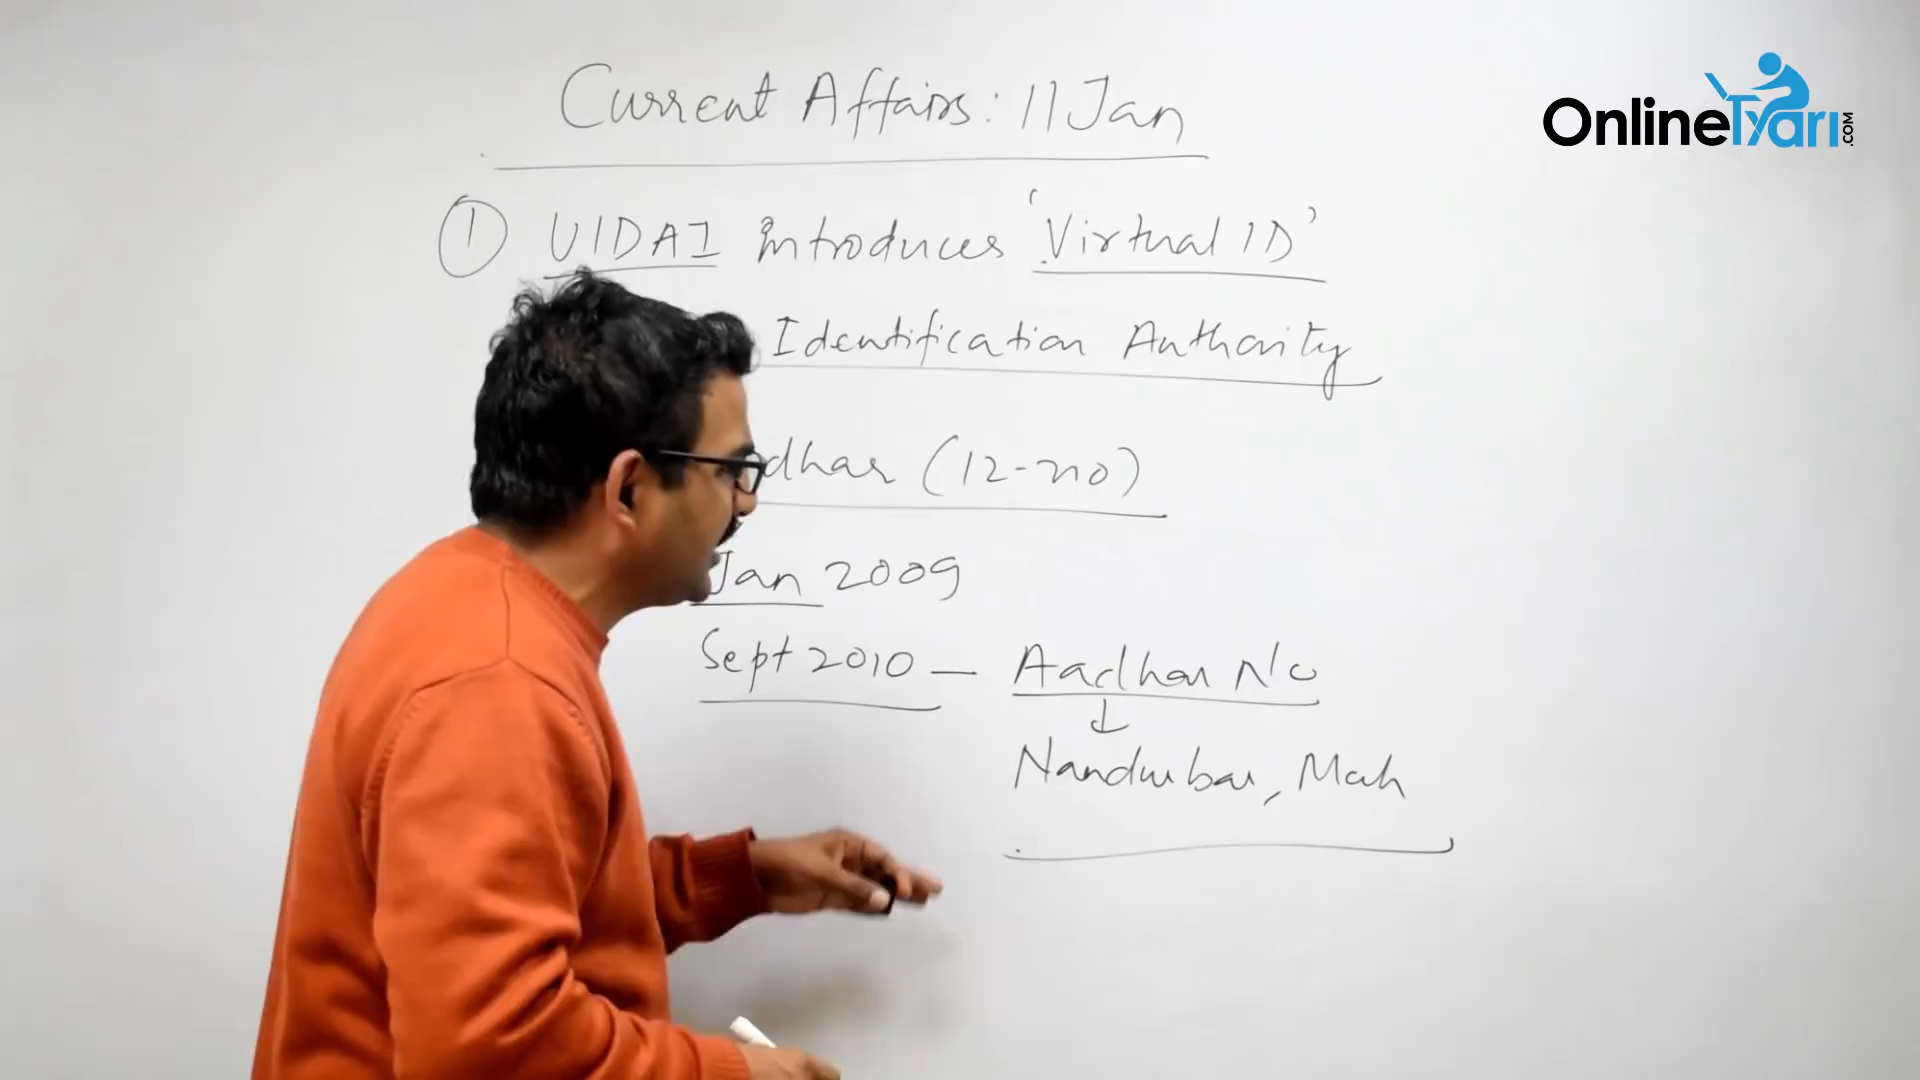 Current Affairs: 11 Jan
OnlineTyari.COM
① UIDAI introduces 'Virtual ID'
Identification Authority
dhar (12-no)
Jan 2009
Sept 2010 — Aadhar No
↓
Nandurbar, Mah